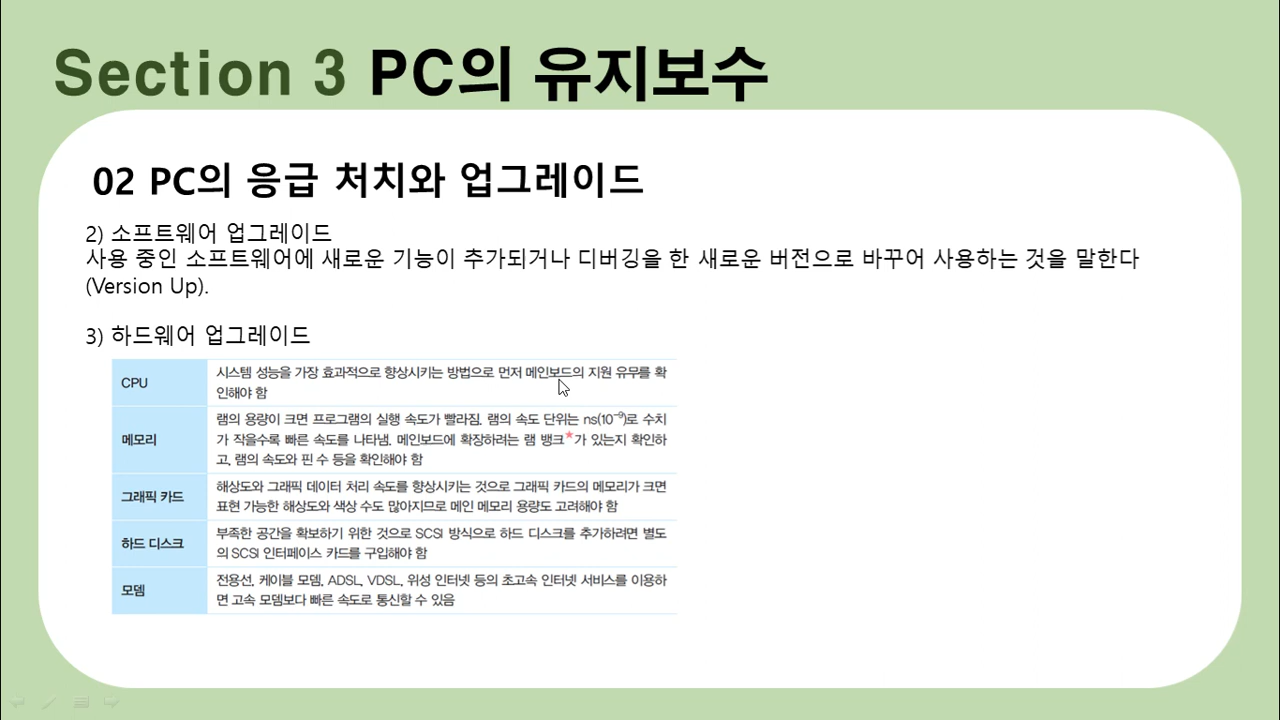 Section 3 PC의 유지보수
02 PC의 응급 처치와 업그레이드
2) 소프트웨어 업그레이드
사용 중인 소프트웨어에 새로운 기능이 추가되거나 디버깅을 한 새로운 버전으로 바꾸어 사용하는 것을 말한다
(Version Up).
3) 하드웨어 업그레이드
CPU
시스템 성능을 가장 효과적으로 향상시키는 방법으로 먼저 메인보드의 지원 유무를 확
인해야 함
메모리
램의 용량이 크면 프로그램의 실행 속도가 빨라짐. 램의 속도 단위는 ns(10⁻⁹)로 수치
가 작을수록 빠른 속도를 나타냄. 메인보드에 확장하려는 램 뱅크*가 있는지 확인하
고, 램의 속도와 핀 수 등을 확인해야 함
그래픽 카드
해상도와 그래픽 데이터 처리 속도를 향상시키는 것으로 그래픽 카드의 메모리가 크면
표현 가능한 해상도와 색상 수도 많아지므로 메인 메모리 용량도 고려해야 함
하드 디스크
부족한 공간을 확보하기 위한 것으로 SCSI 방식으로 하드 디스크를 추가하려면 별도
의 SCSI 인터페이스 카드를 구입해야 함
모뎀
전용선, 케이블 모뎀, ADSL, VDSL, 위성 인터넷 등의 초고속 인터넷 서비스를 이용하
면 고속 모뎀보다 빠른 속도로 통신할 수 있음